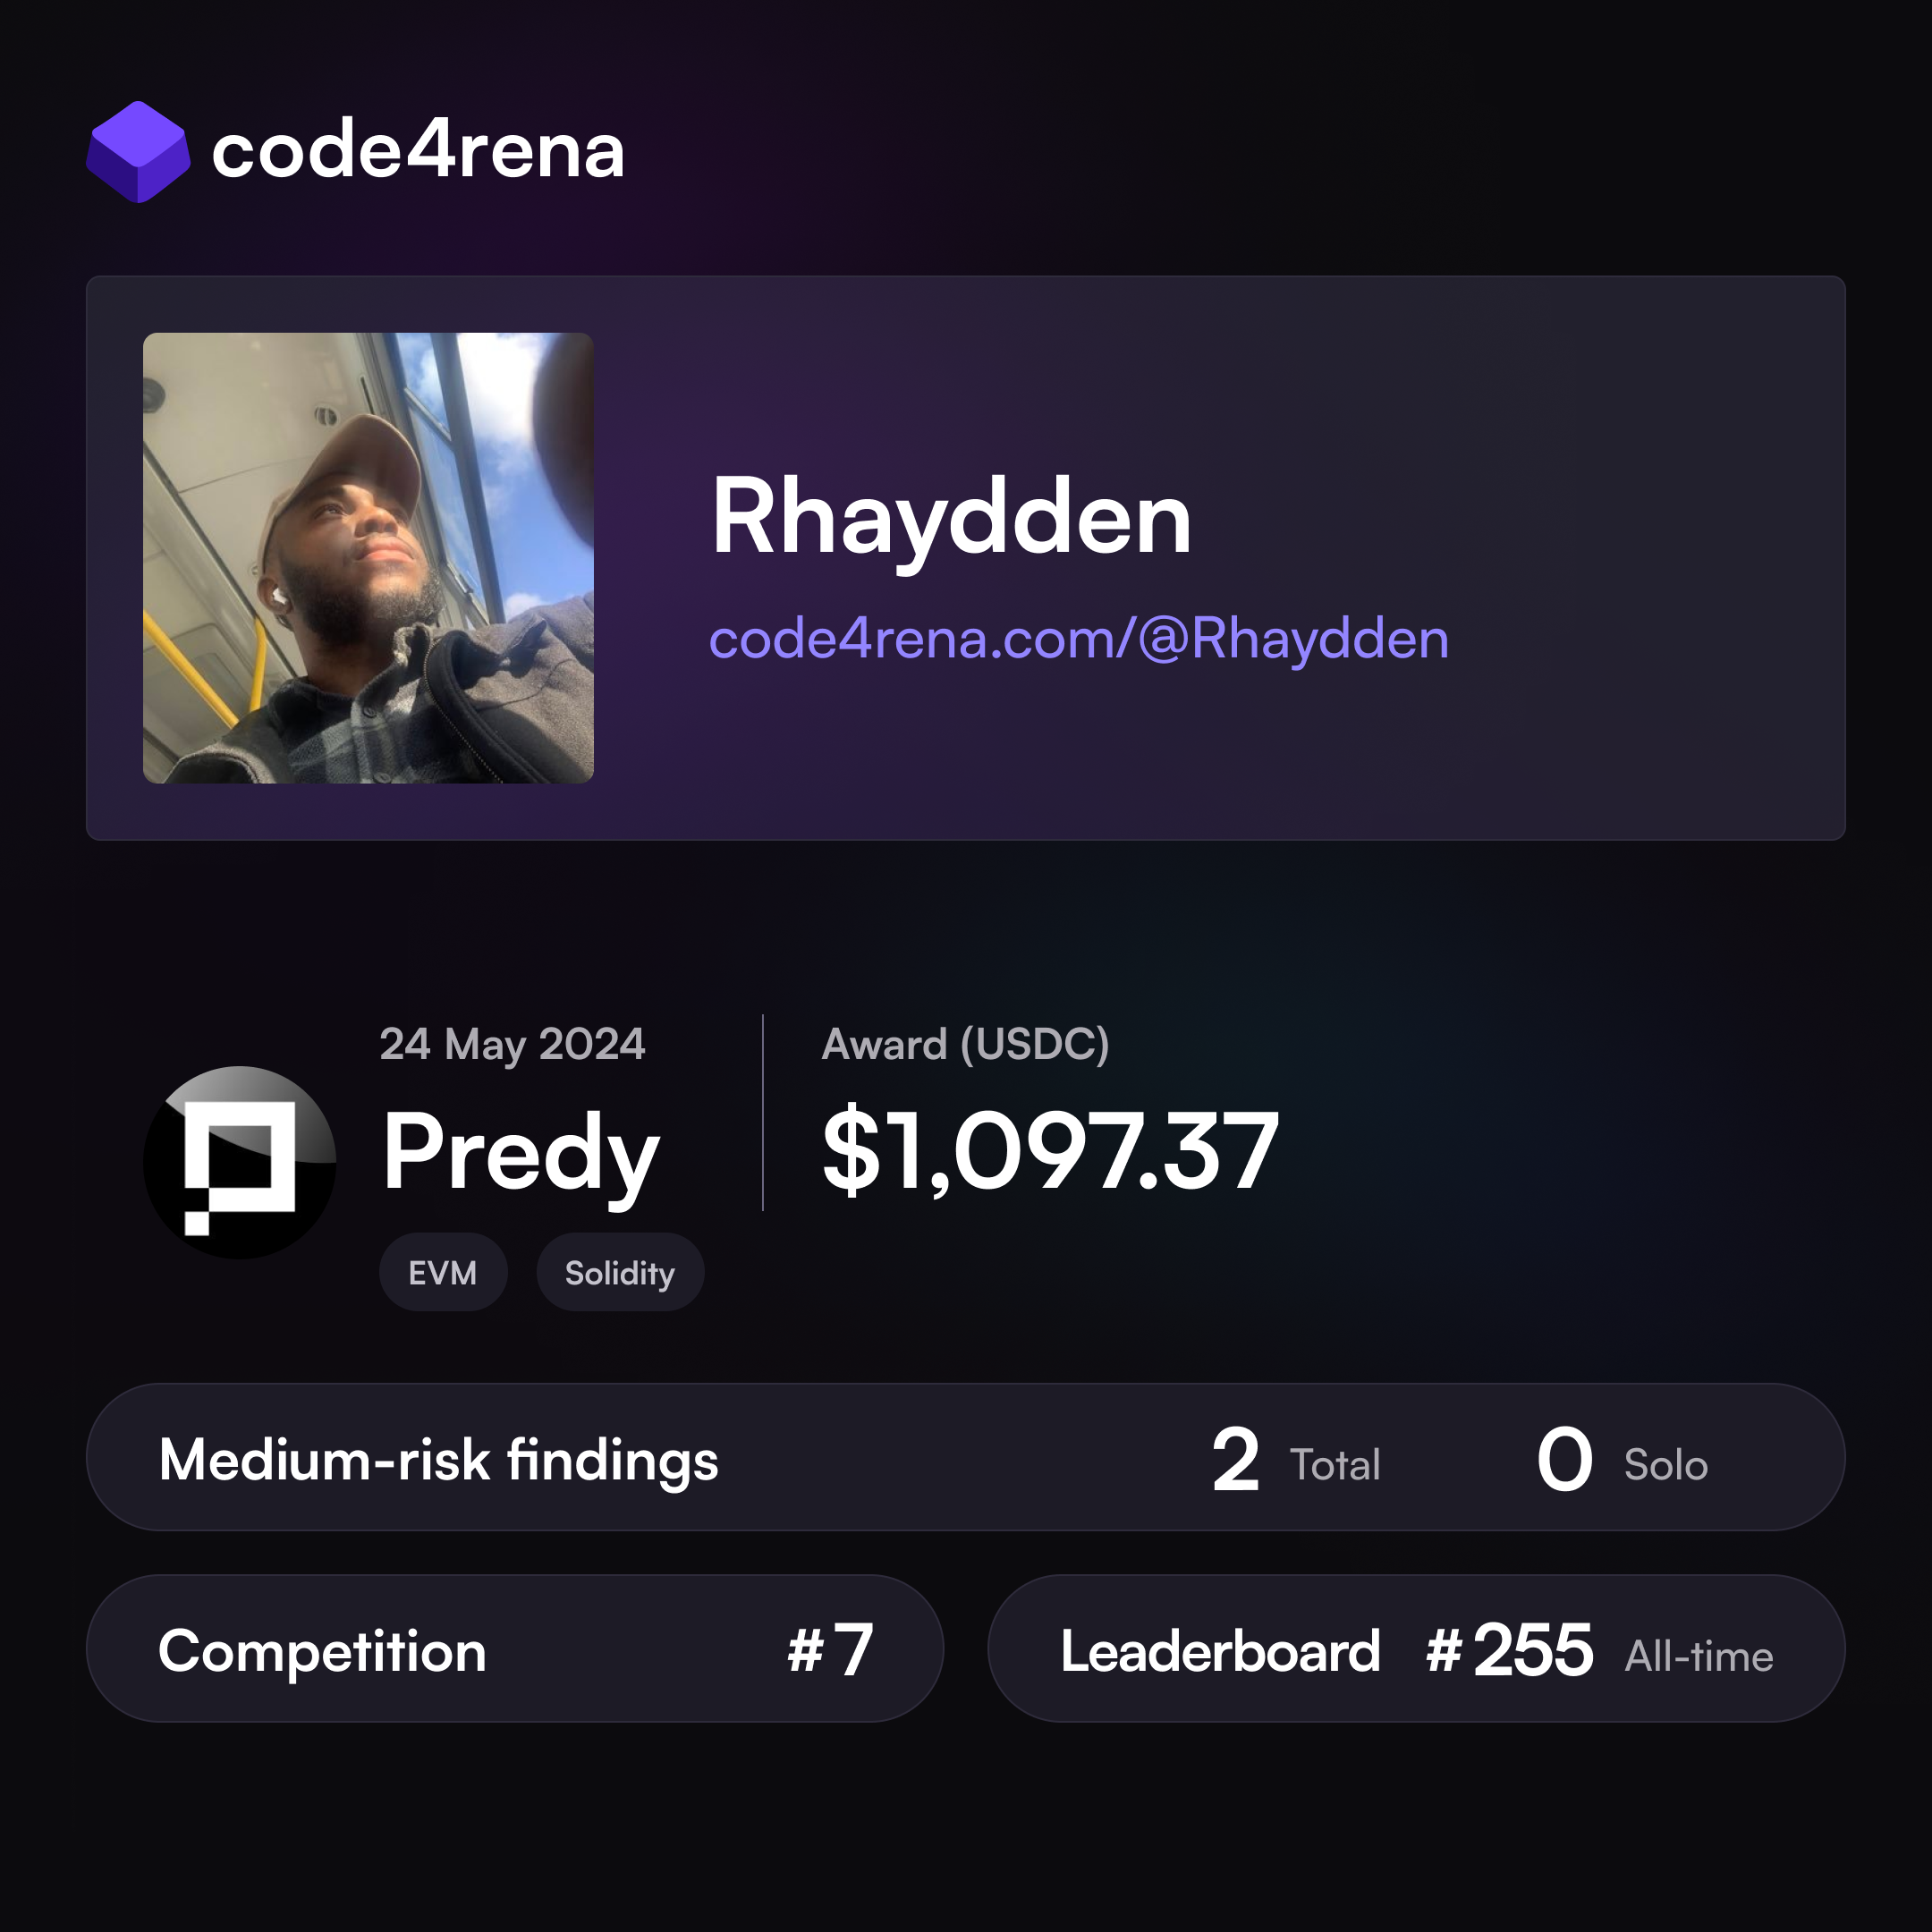 code4rena
Rhaydden
code4rena.com/@Rhaydden
24 May 2024
Predy
EVM Solidity
Award (USDC)
$1,097.37
Medium-risk findings 2 Total 0 Solo
Competition #7
Leaderboard #255 All-time